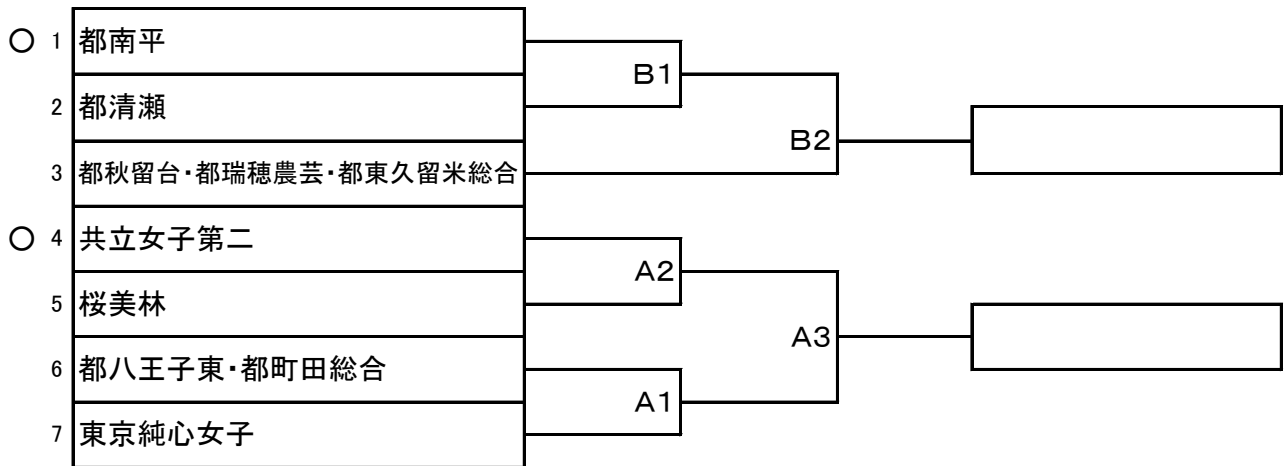 ○ 1 都南平
B1
2 都清瀬
B2
3 都秋留台・都瑞穂農芸・都東久留米総合
○ 4 共立女子第二
A2
5 桜美林
A3
6 都八王子東・都町田総合
A1
7 東京純心女子